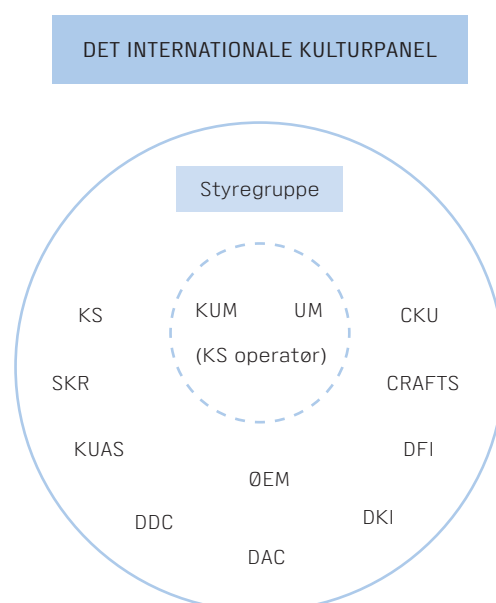 DET INTERNATIONALE KULTURPANEL
Styregruppe
KS
KUM UM
CKU
(KS operatør)
SKR
CRAFTS
KUAS
DFI
ØEM
DDC
DKI
DAC